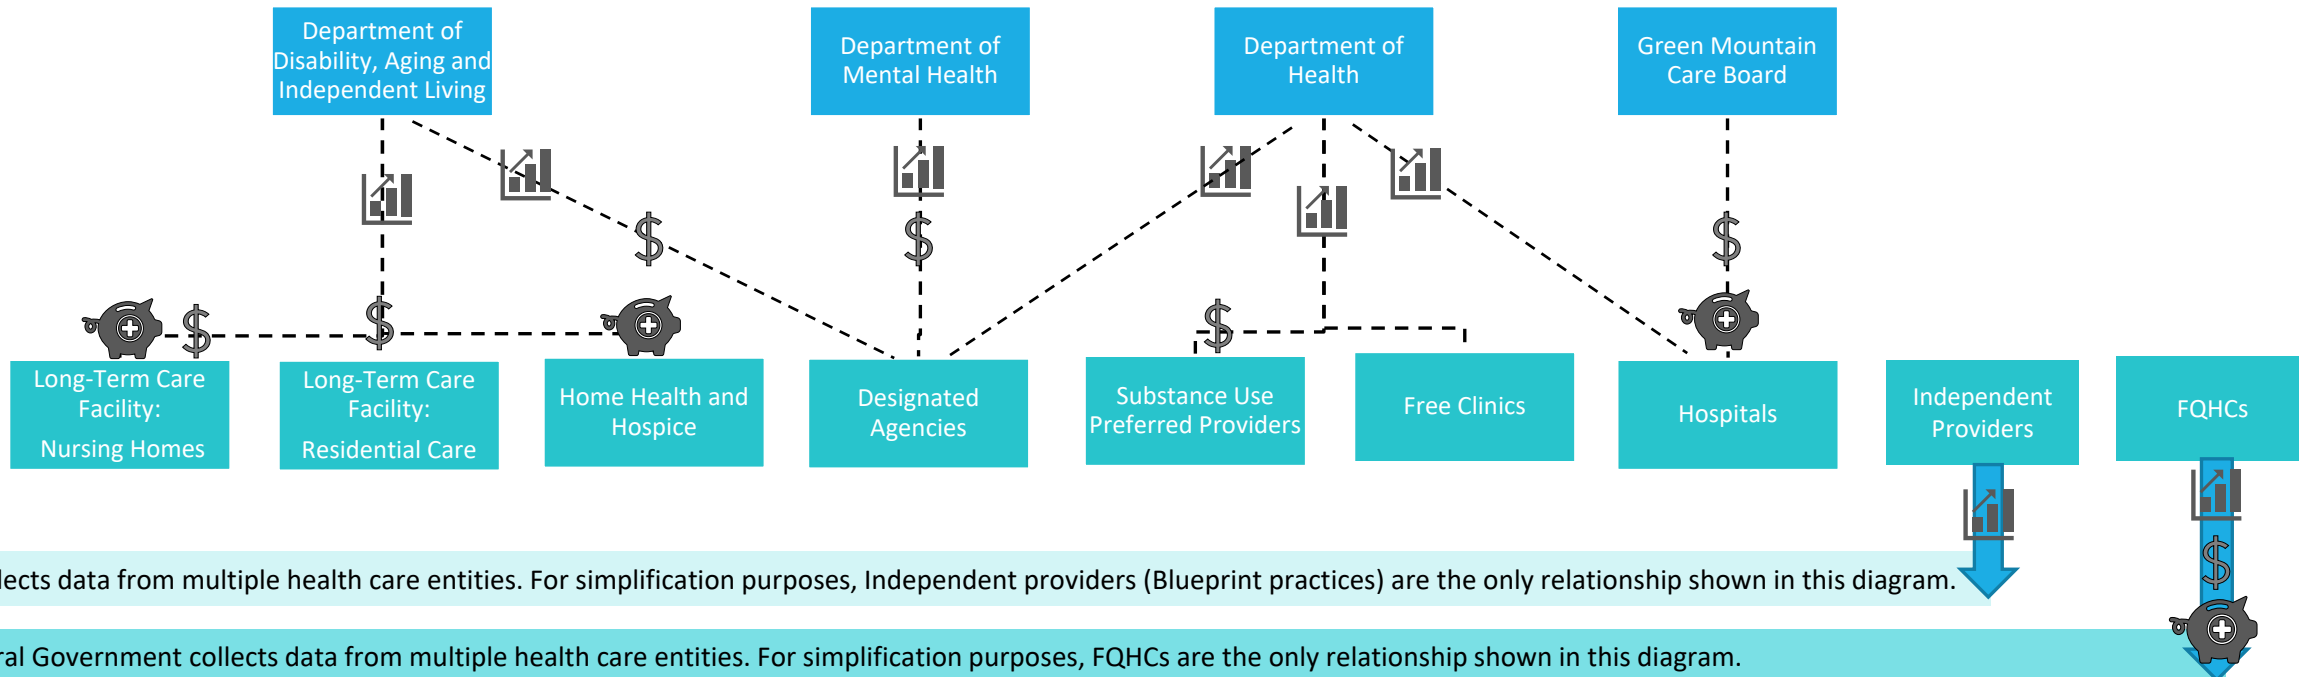 Department of
Disability, Aging and
Independent Living
Department of
Mental Health
Department of
Health
Green Mountain
Care Board
Long-Term Care
Facility:
Nursing Homes
Long-Term Care
Facility:
Residential Care
Home Health and
Hospice
Designated
Agencies
Substance Use
Preferred Providers
Free Clinics
Hospitals
Independent
Providers
FQHCs
data from multiple health care entities. For simplification purposes, Independent providers (Blueprint practices) are the only relationship shown in this diagram.
Government collects data from multiple health care entities. For simplification purposes, FQHCs are the only relationship shown in this diagram.